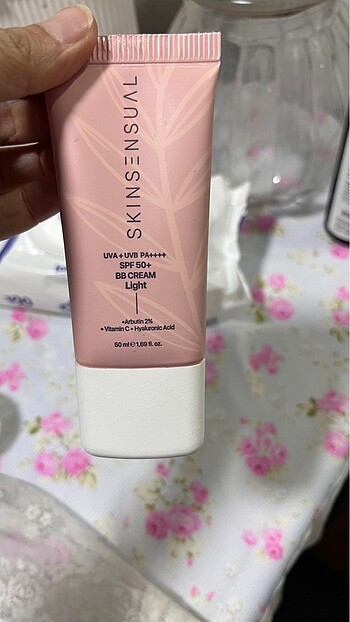 SKINSENSUAL
UVA + UVB PA++++
SPF 50+
BB CREAM
Light
•Arbutin 2%
• Vitamin C • Hyaluronic Acid
50 ml ℮ 1,69 fl. oz.